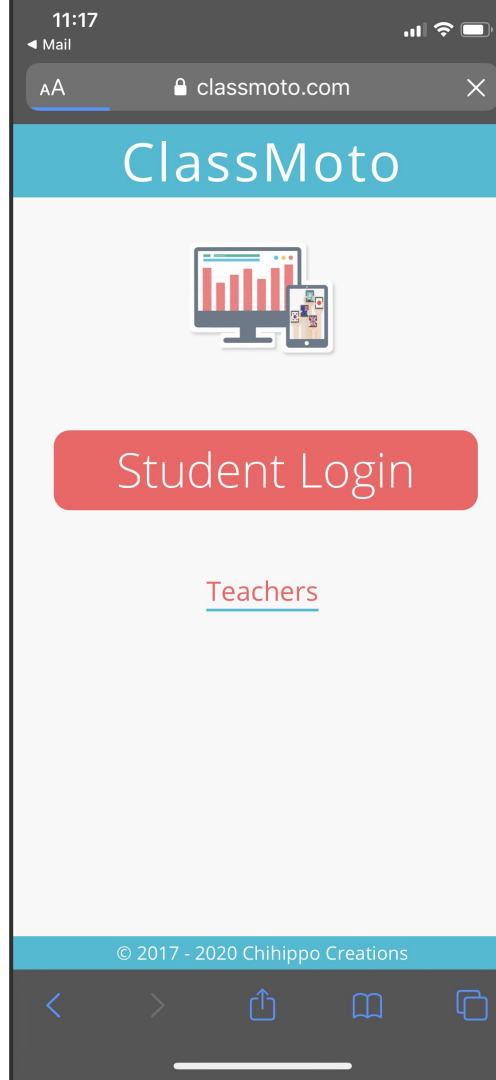 11:17
Mail
AA classmoto.com
ClassMoto
Student Login
Teachers
© 2017 - 2020 Chihippo Creations